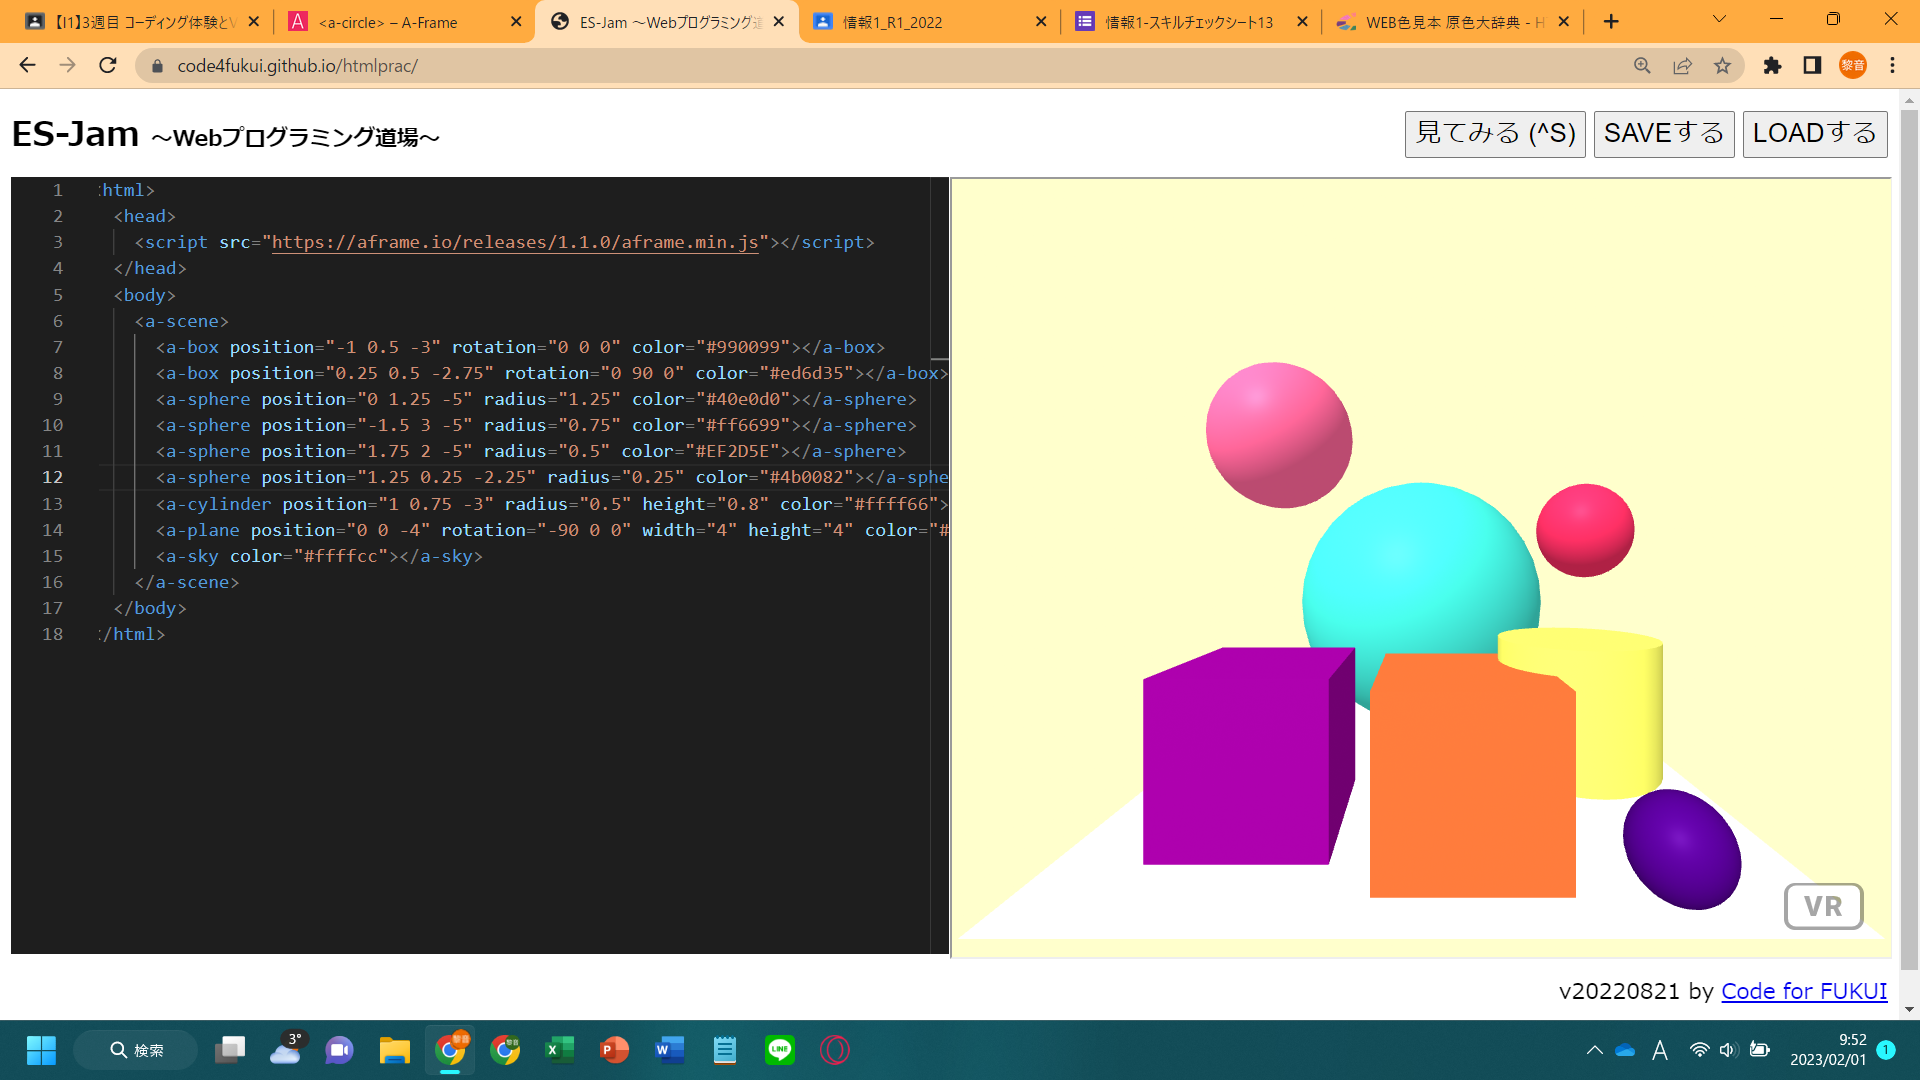 【I1】3週目 コーディング体験とV
<a-circle> – A-Frame
ES-Jam ～Webプログラミング道
情報1_R1_2022
情報1-スキルチェックシート13
WEB色見本 原色大辞典 - H
code4fukui.github.io/htmlprac/
黎音
ES-Jam ～Webプログラミング道場～
見てみる (^S)
SAVEする
LOADする
1 html>
2 <head>
3 <script src="https://aframe.io/releases/1.1.0/aframe.min.js"></script>
4 </head>
5 <body>
6 <a-scene>
7 <a-box position="-1 0.5 -3" rotation="0 0 0" color="#990099"></a-box>
8 <a-box position="0.25 0.5 -2.75" rotation="0 90 0" color="#ed6d35"></a-box>
9 <a-sphere position="0 1.25 -5" radius="1.25" color="#40e0d0"></a-sphere>
10 <a-sphere position="-1.5 3 -5" radius="0.75" color="#ff6699"></a-sphere>
11 <a-sphere position="1.75 2 -5" radius="0.5" color="#EF2D5E"></a-sphere>
12 <a-sphere position="1.25 0.25 -2.25" radius="0.25" color="#4b0082"></a-sphe
13 <a-cylinder position="1 0.75 -3" radius="0.5" height="0.8" color="#ffff66">
14 <a-plane position="0 0 -4" rotation="-90 0 0" width="4" height="4" color="#
15 <a-sky color="#ffffcc"></a-sky>
16 </a-scene>
17 </body>
18 /html>
VR
v20220821 by Code for FUKUI
検索
3°
LINE
A
9:52
2023/02/01
1